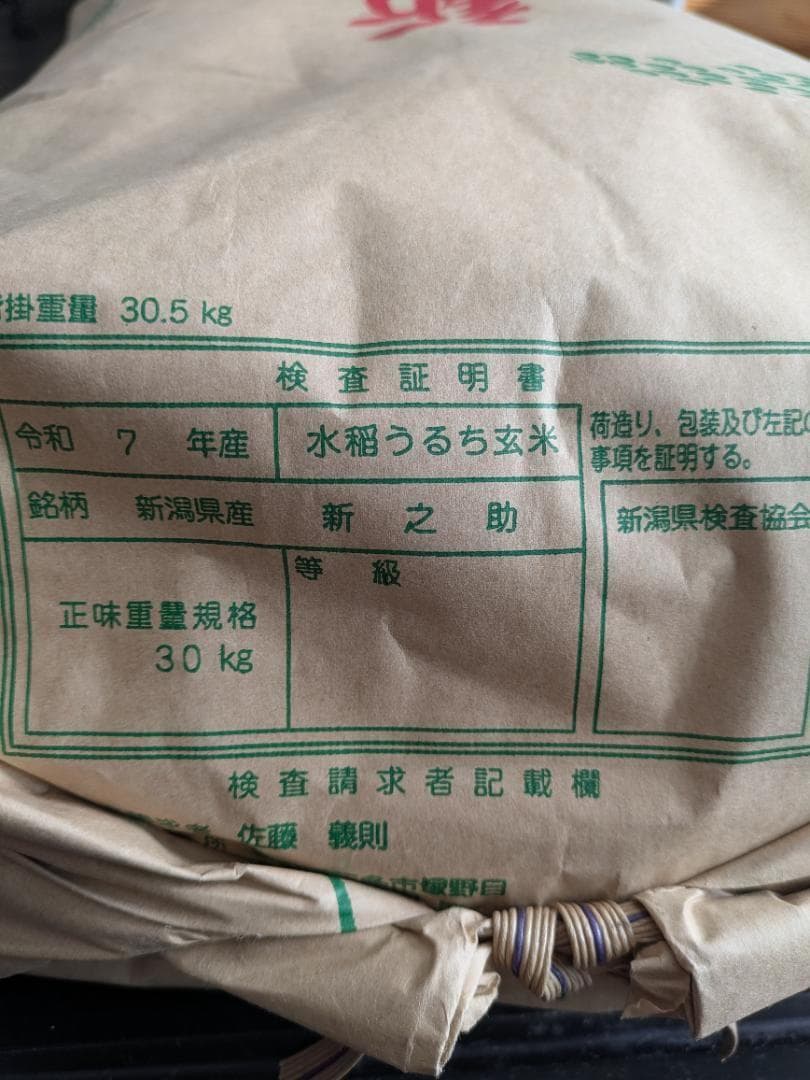 新
掛重量 30.5 kg
検査証明書
令和 7 年産 水稲うるち玄米
荷造り、包装及び左記の
事項を証明する。
銘柄 新潟県産 新之助
新潟県検査協会
等級
正味重量規格
30 kg
検査請求者記載欄
佐藤 義則